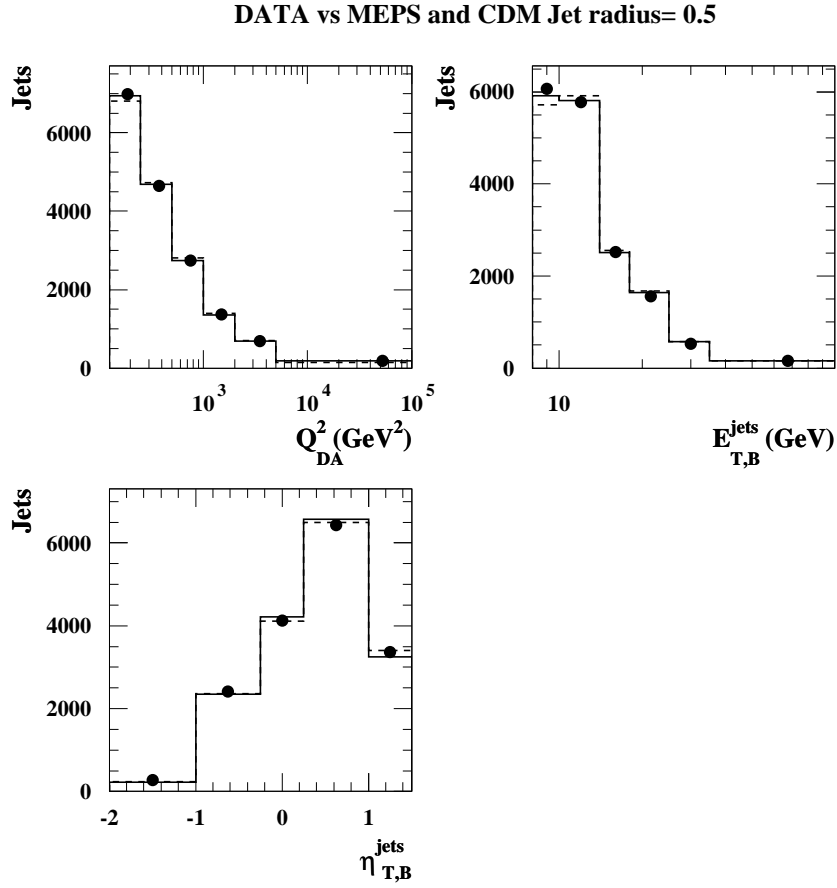 DATA vs MEPS and CDM Jet radius= 0.5
Jets
6000
4000
2000
0
10^3 10^4 10^5
Q^2_DA (GeV^2)
Jets
6000
4000
2000
0
10
E^jets_T,B (GeV)
Jets
6000
4000
2000
0
-2 -1 0 1
η^jets_T,B